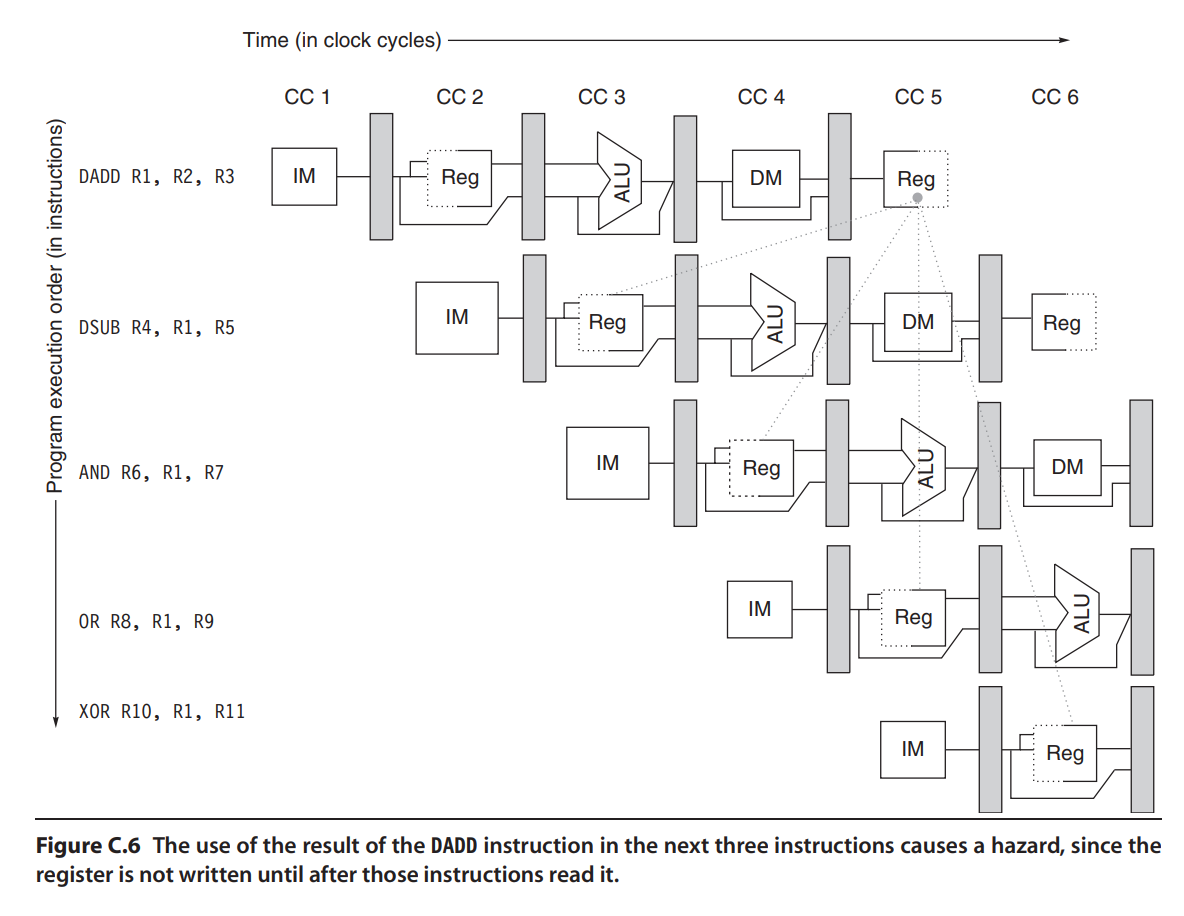 Time (in clock cycles)
CC 1 CC 2 CC 3 CC 4 CC 5 CC 6
Program execution order (in instructions)
DADD R1, R2, R3 IM Reg ALU DM Reg
DSUB R4, R1, R5 IM Reg ALU DM Reg
AND R6, R1, R7 IM Reg ALU DM
OR R8, R1, R9 IM Reg ALU
XOR R10, R1, R11 IM Reg
Figure C.6 The use of the result of the DADD instruction in the next three instructions causes a hazard, since the
register is not written until after those instructions read it.